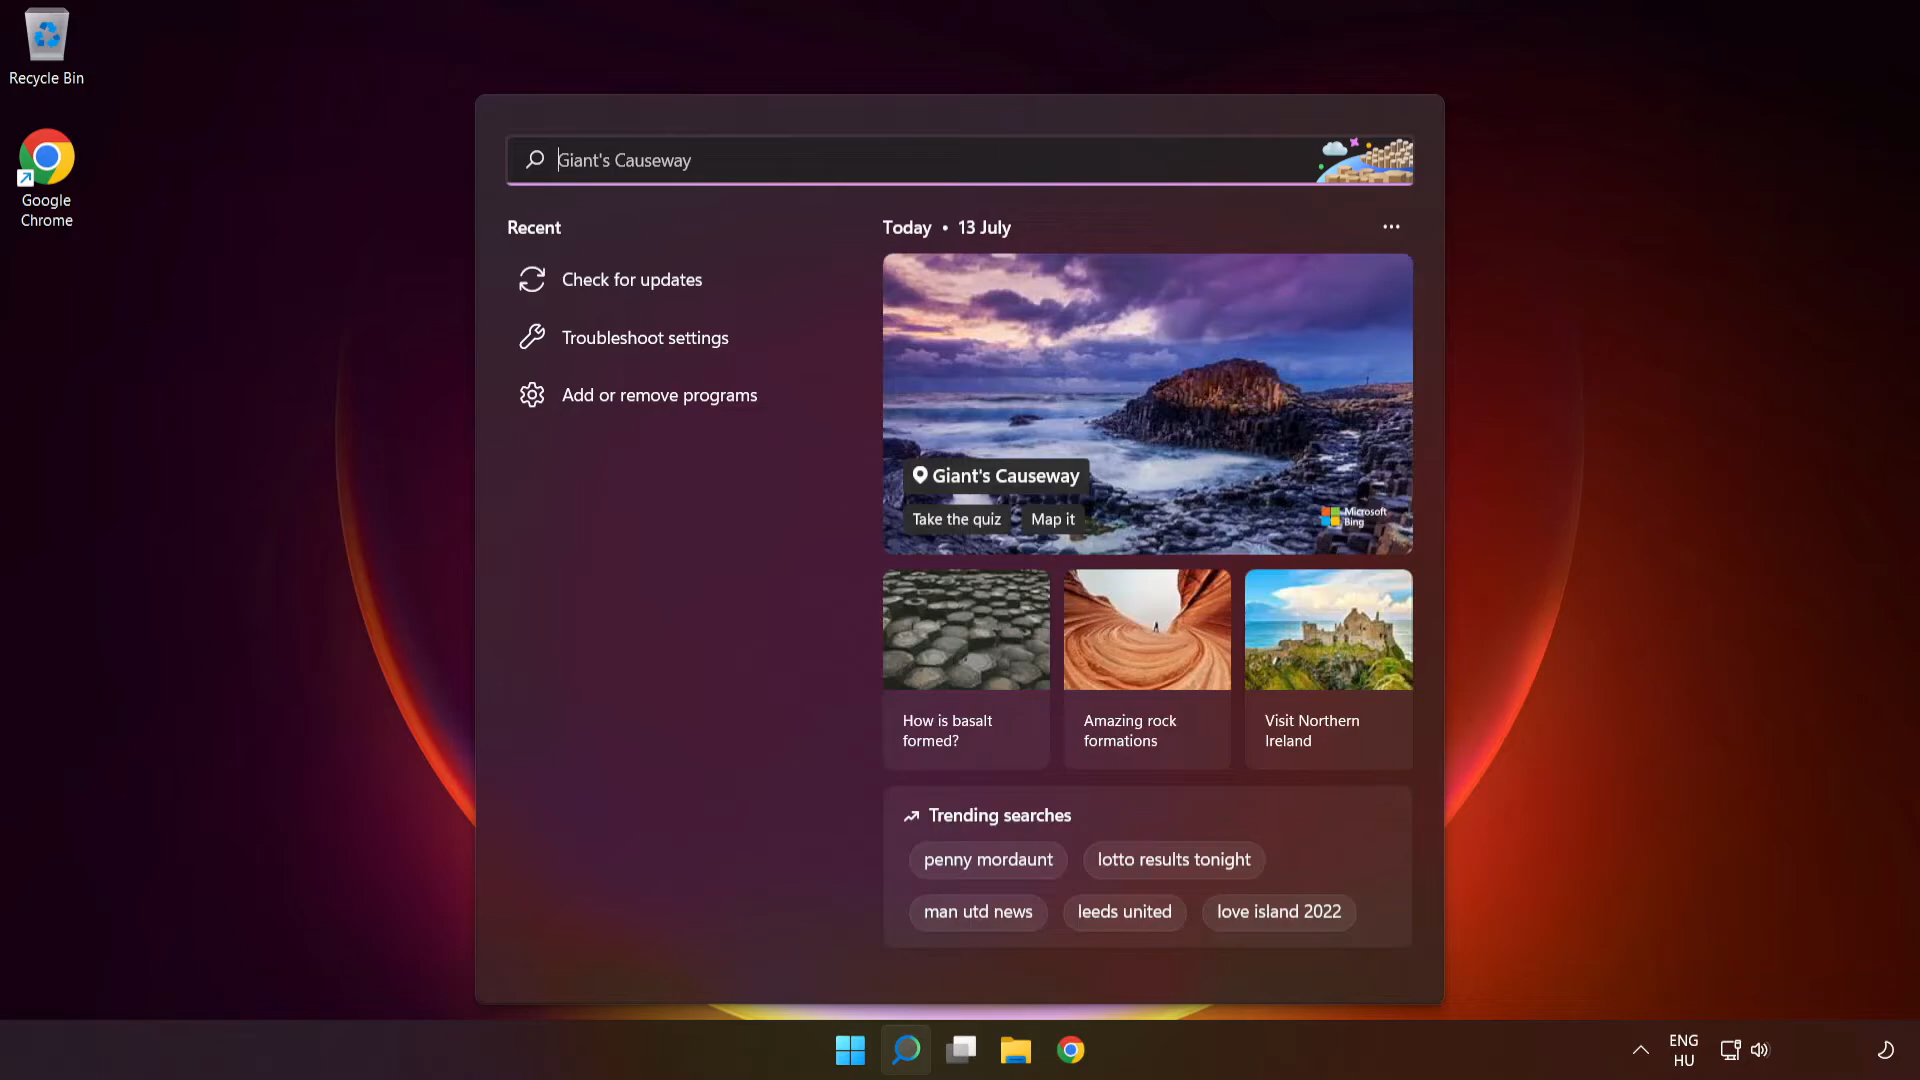 Recycle Bin
Google
Chrome
Giant's Causeway
Recent
Check for updates
Troubleshoot settings
Add or remove programs
Today • 13 July
Giant's Causeway
Take the quiz
Map it
Microsoft
Bing
How is basalt
formed?
Amazing rock
formations
Visit Northern
Ireland
Trending searches
penny mordaunt
lotto results tonight
man utd news
leeds united
love island 2022
ENG
HU